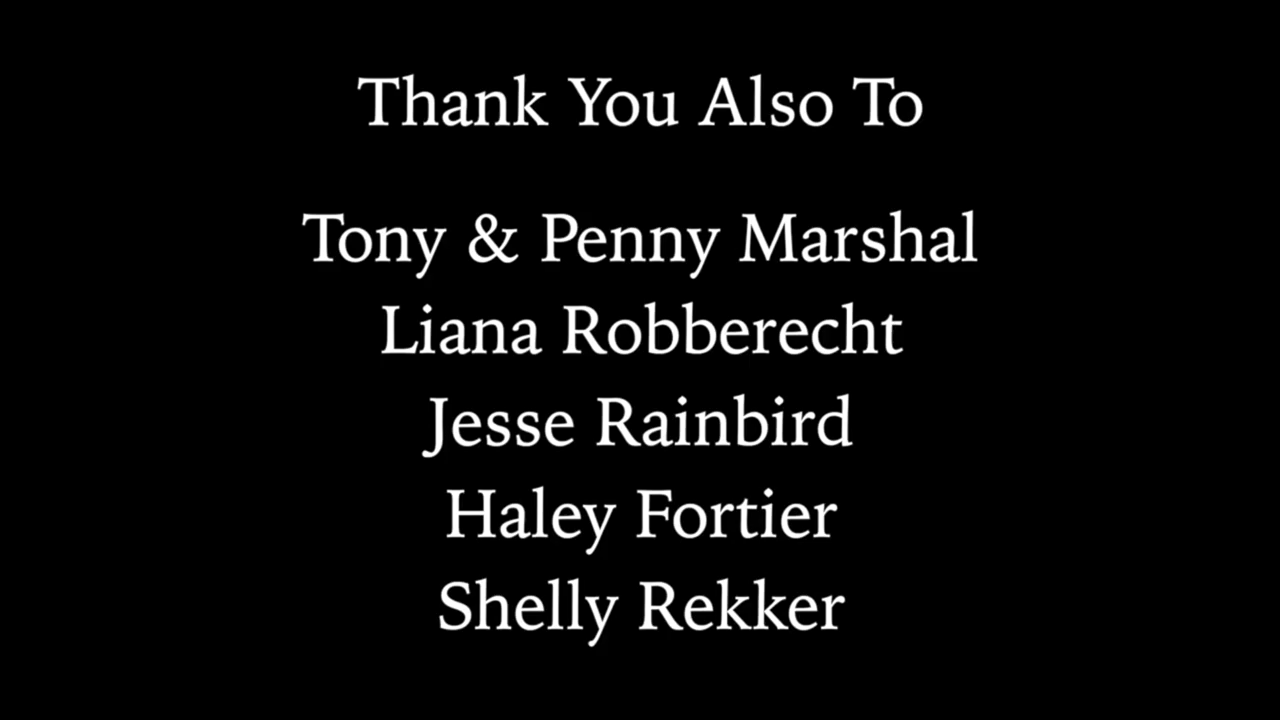 Thank You Also To
Tony & Penny Marshal
Liana Robberecht
Jesse Rainbird
Haley Fortier
Shelly Rekker